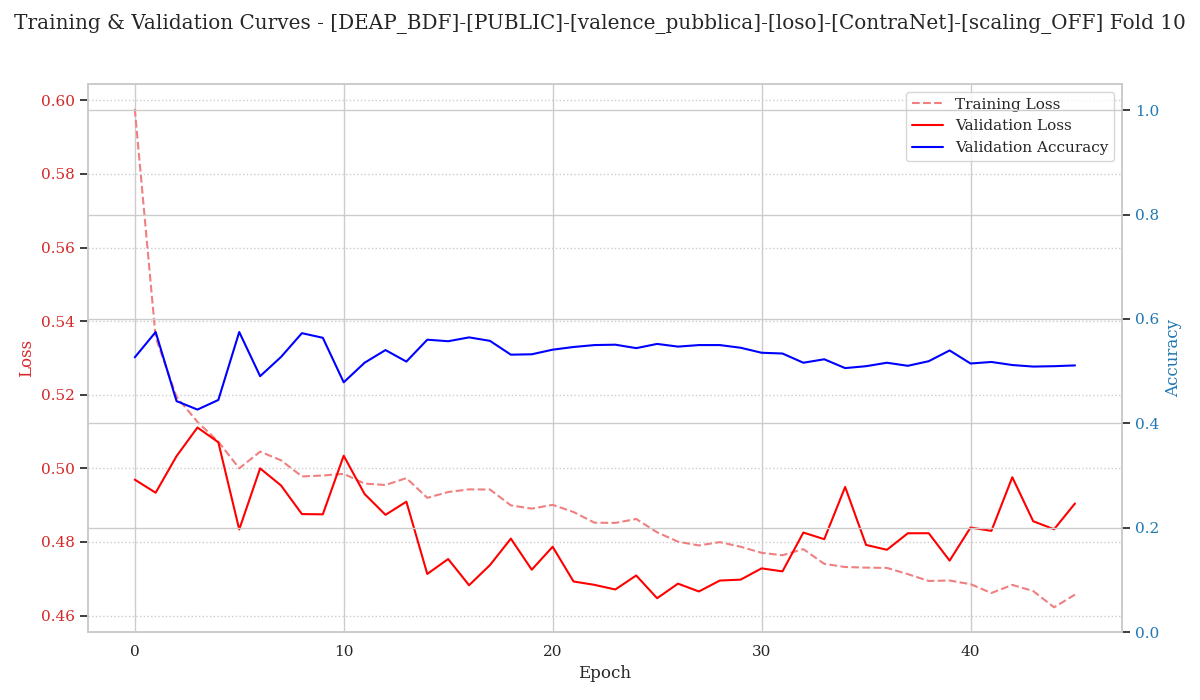 Training & Validation Curves - [DEAP_BDF]-[PUBLIC]-[valence_pubblica]-[loso]-[ContraNet]-[scaling_OFF] Fold 10
Training Loss
Validation Loss
Validation Accuracy
Loss
0.60
0.58
0.56
0.54
0.52
0.50
0.48
0.46
1.0
0.8
0.6
0.4
0.2
0.0
Accuracy
0
10
20
30
40
Epoch